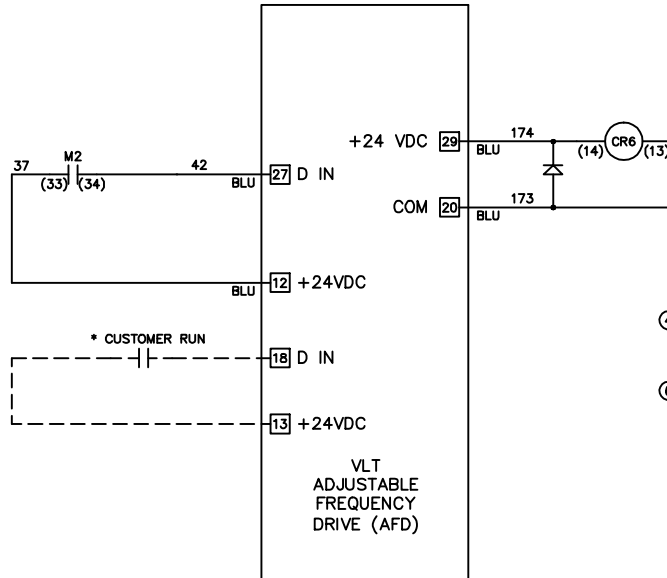 +24 VDC 29 BLU 174 (14) CR6 (13)
37 (33) M2 (34) 42 BLU 27 D IN
COM 20 BLU 173
BLU 12 +24VDC
* CUSTOMER RUN
18 D IN
13 +24VDC
VLT
ADJUSTABLE
FREQUENCY
DRIVE (AFD)